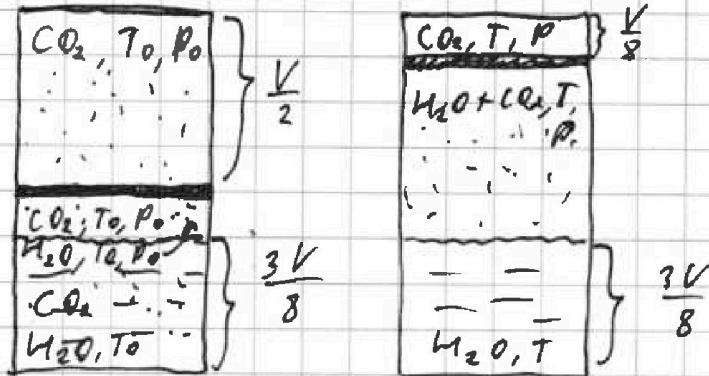 CO₂, T₀, P₀
V/2
CO₂, T₀, P₀
H₂O, T₀, P₀
CO₂
H₂O, T₀
3V/8
CO₂, T, P
V/8
H₂O + CO₂, T,
P
H₂O, T
3V/8